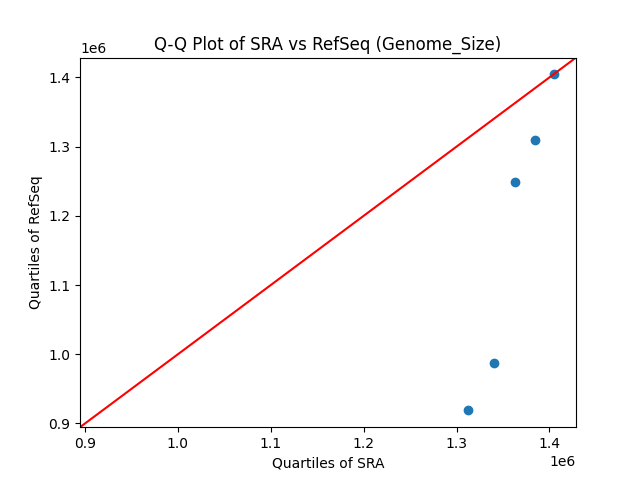 Q-Q Plot of SRA vs RefSeq (Genome_Size)
1e6
1.4
1.3
1.2
1.1
1.0
0.9
Quartiles of RefSeq
0.9 1.0 1.1 1.2 1.3 1.4
1e6
Quartiles of SRA